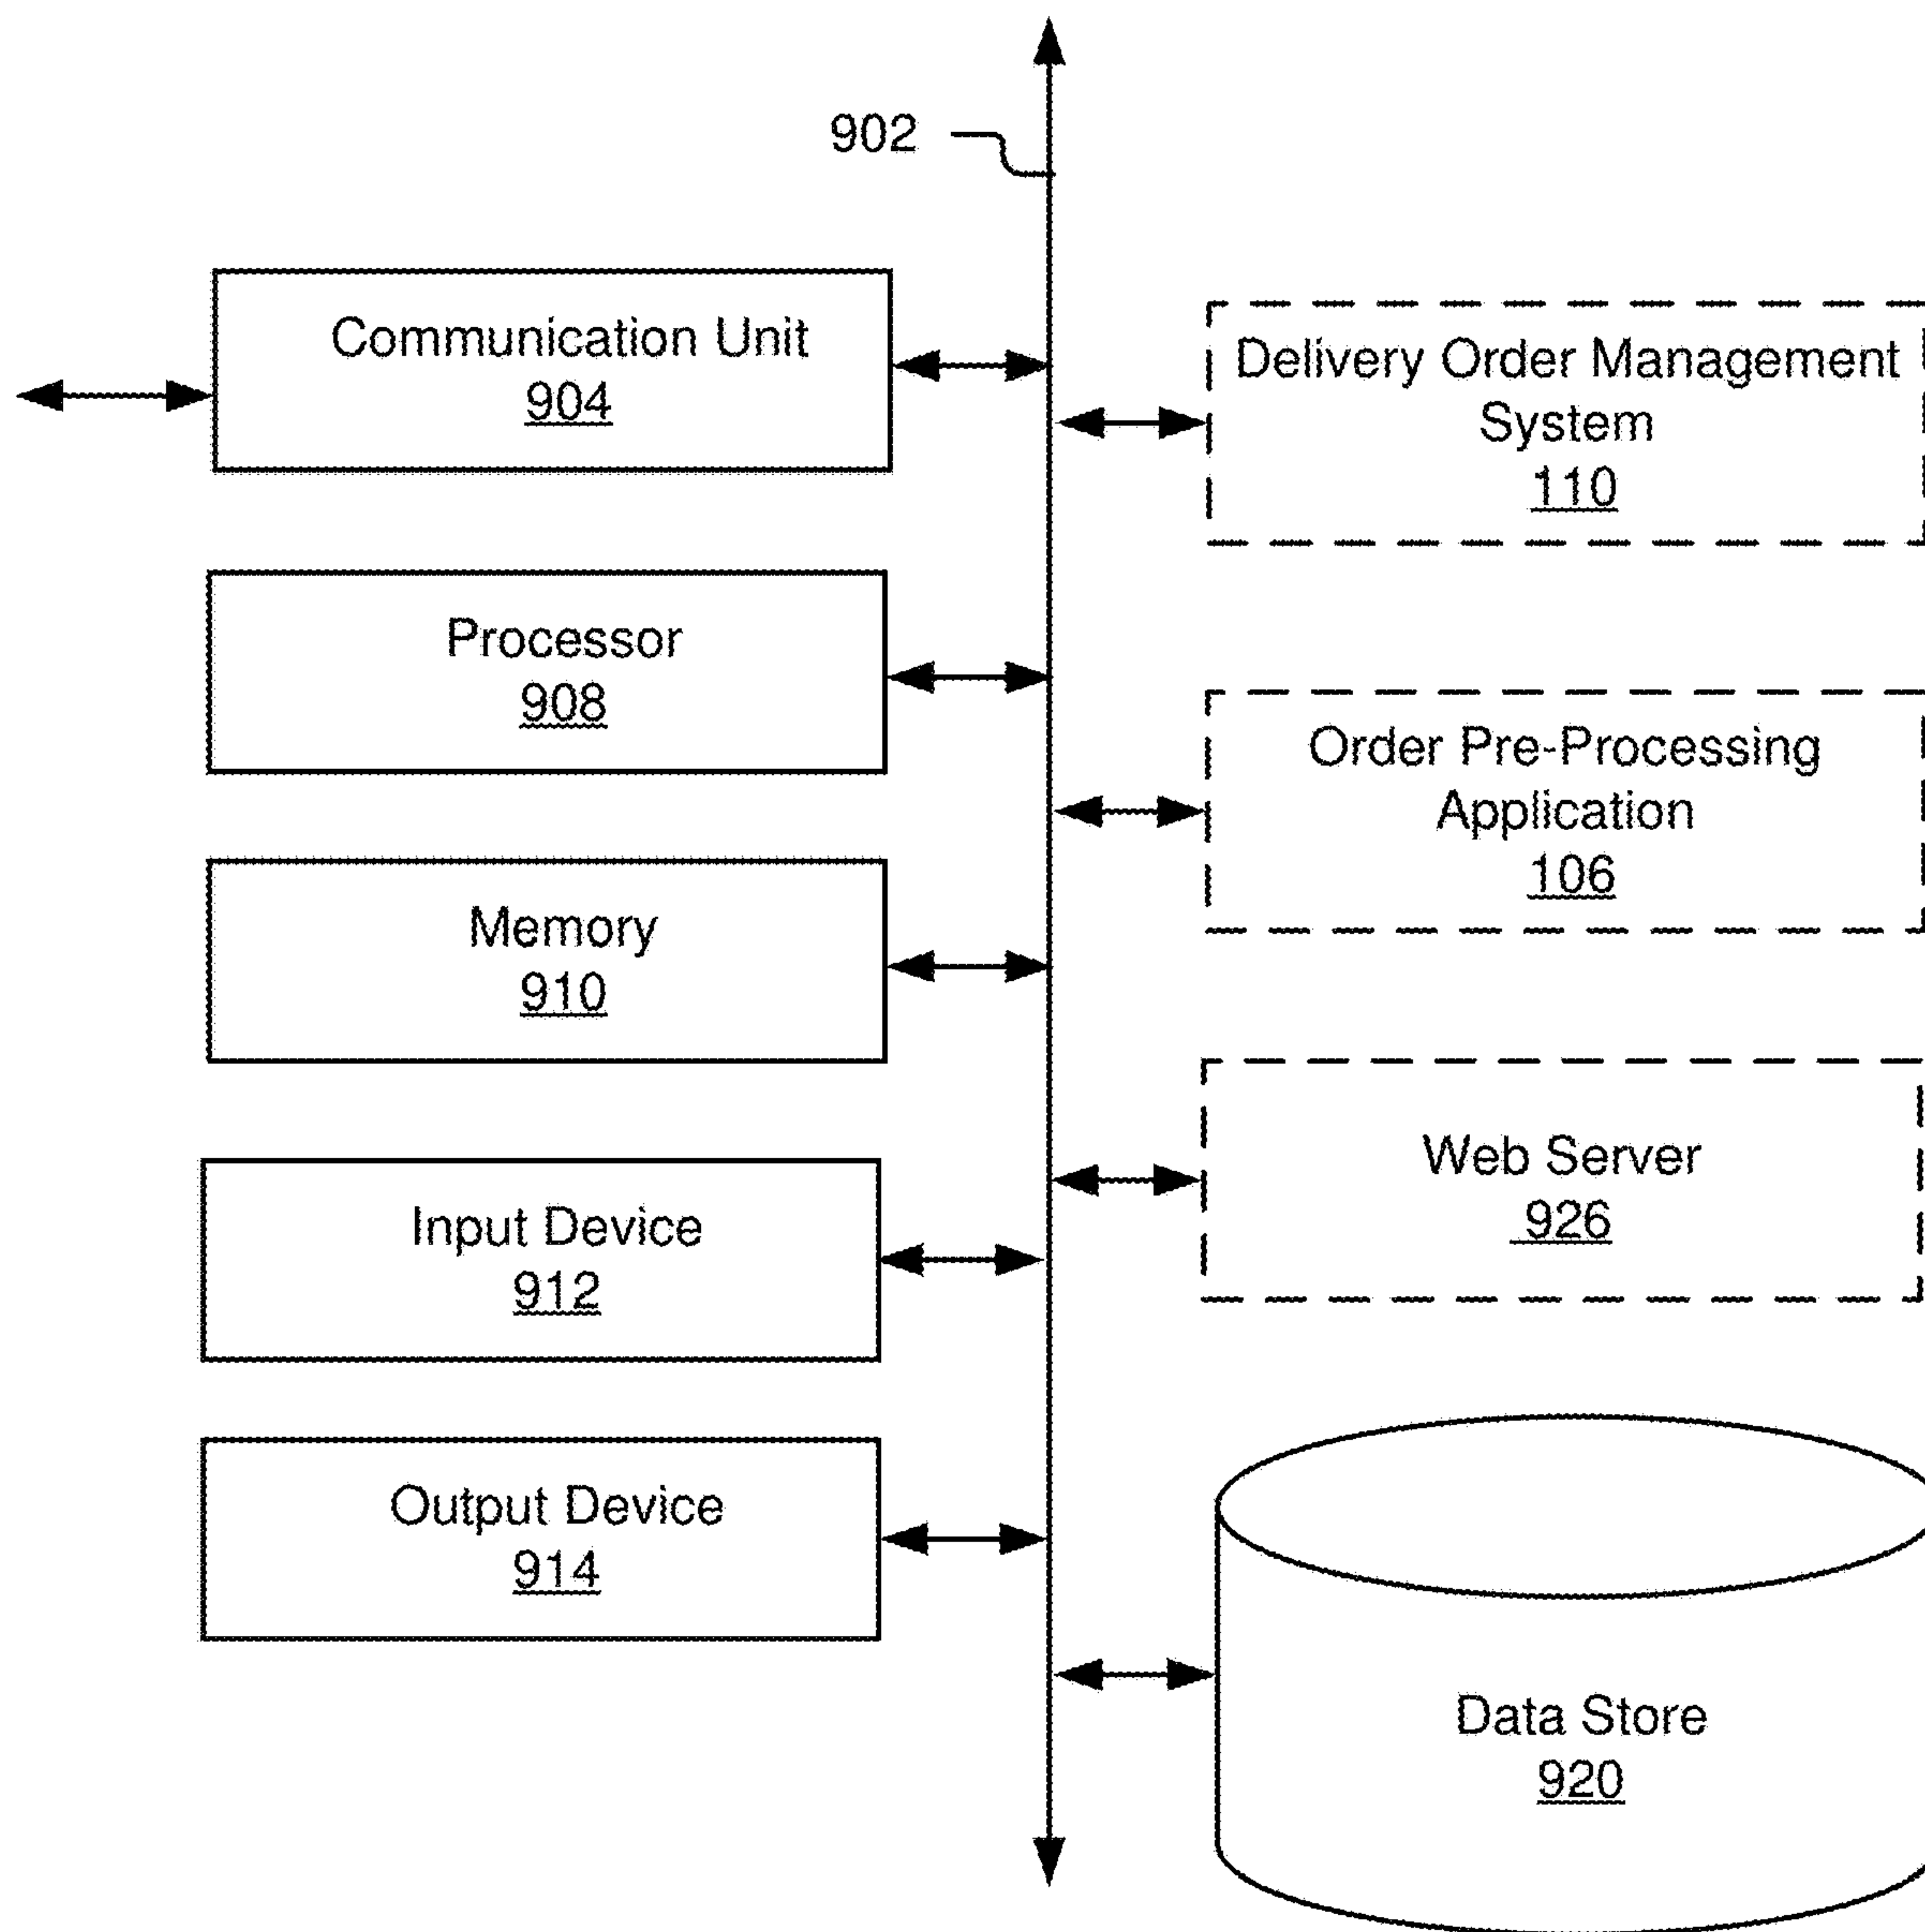 902
Communication Unit
904
Processor
908
Memory
910
Input Device
912
Output Device
914
Delivery Order Management
System
110
Order Pre-Processing
Application
106
Web Server
926
Data Store
920